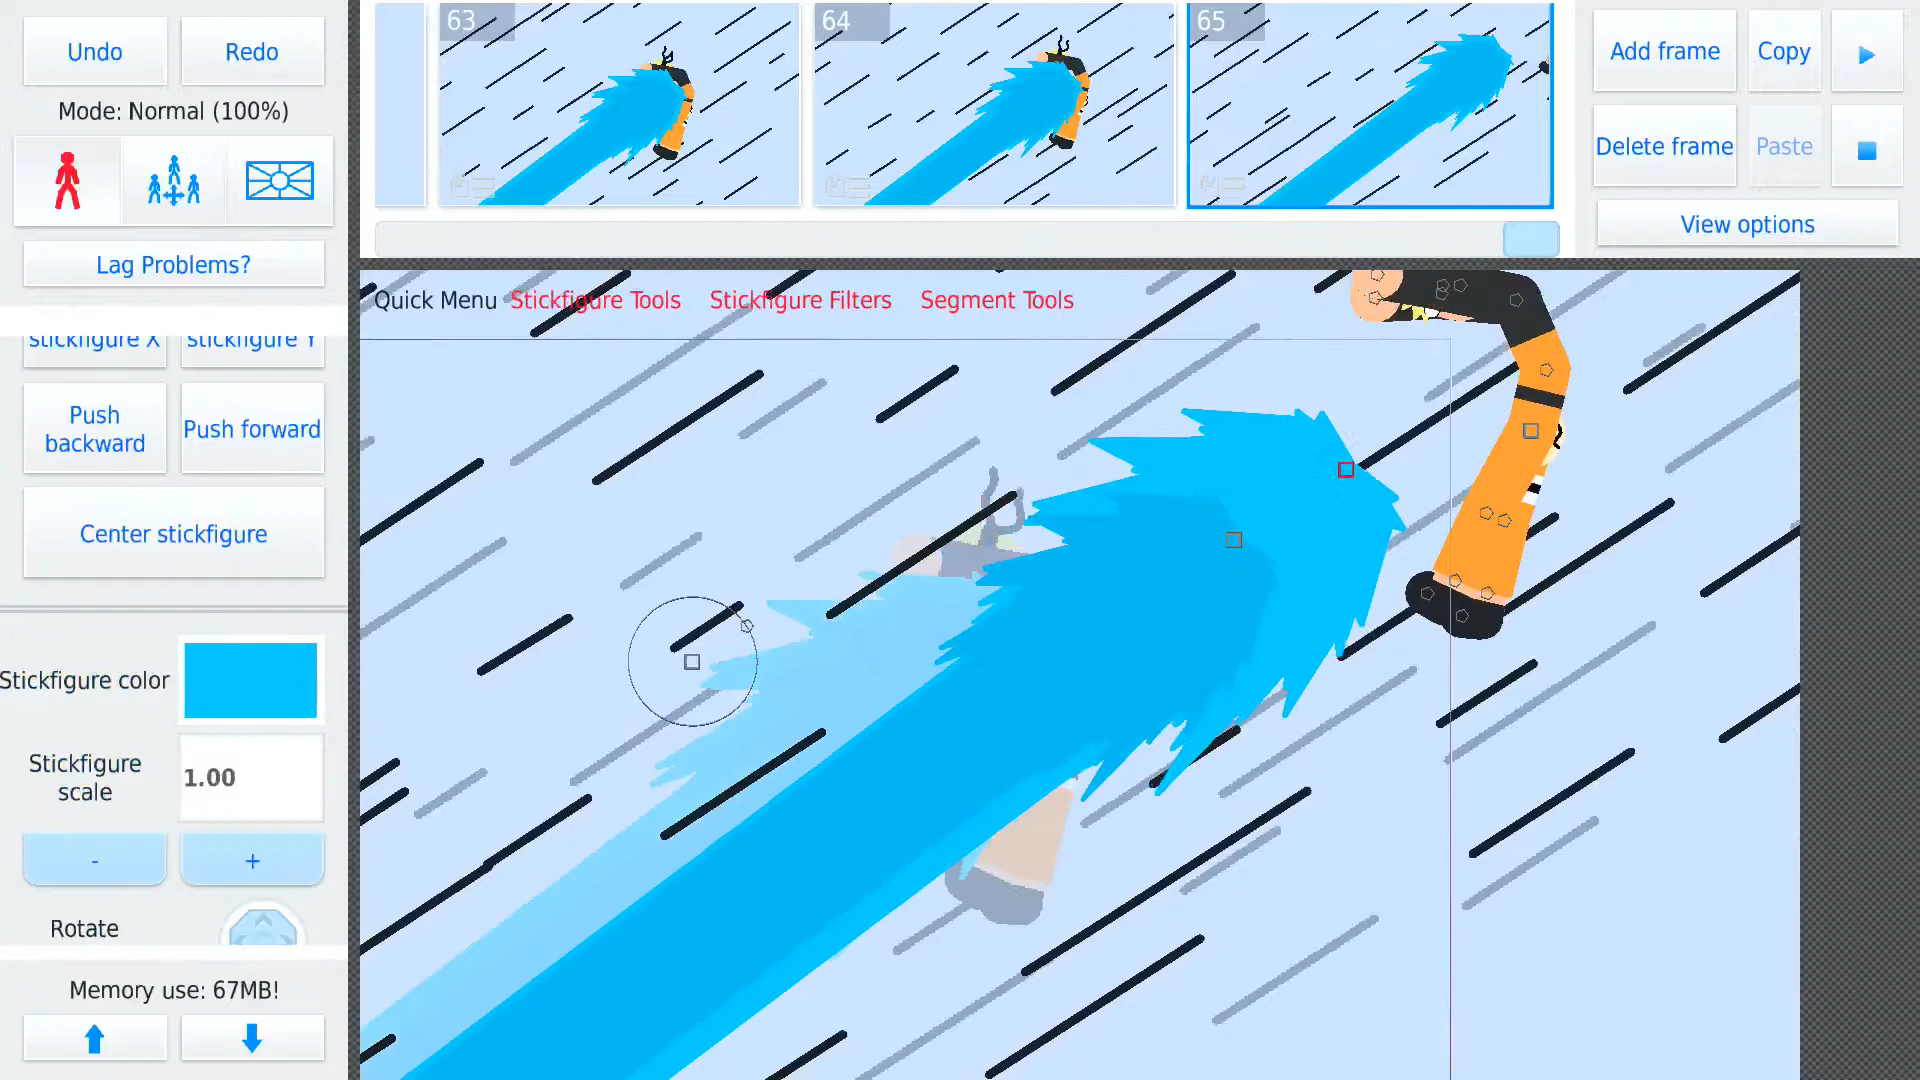 Undo
Redo
Mode: Normal (100%)
Lag Problems?
stickfigure X
stickfigure Y
Push
backward
Push forward
Center stickfigure
Stickfigure color
Stickfigure
scale
1.00
-
+
Rotate
Memory use: 67MB!
63
64
65
Add frame
Copy
Delete frame
Paste
View options
Quick Menu
Stickfigure Tools
Stickfigure Filters
Segment Tools